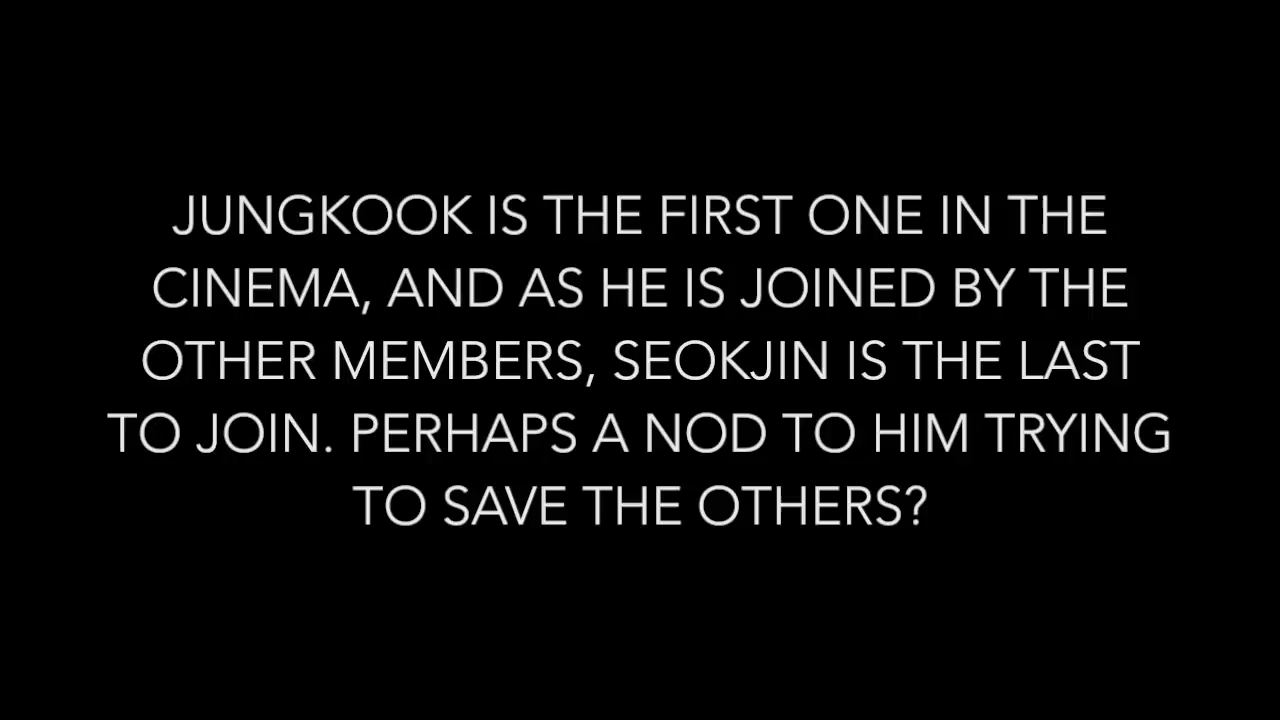 JUNGKOOK IS THE FIRST ONE IN THE
CINEMA, AND AS HE IS JOINED BY THE
OTHER MEMBERS, SEOKJIN IS THE LAST
TO JOIN. PERHAPS A NOD TO HIM TRYING
TO SAVE THE OTHERS?